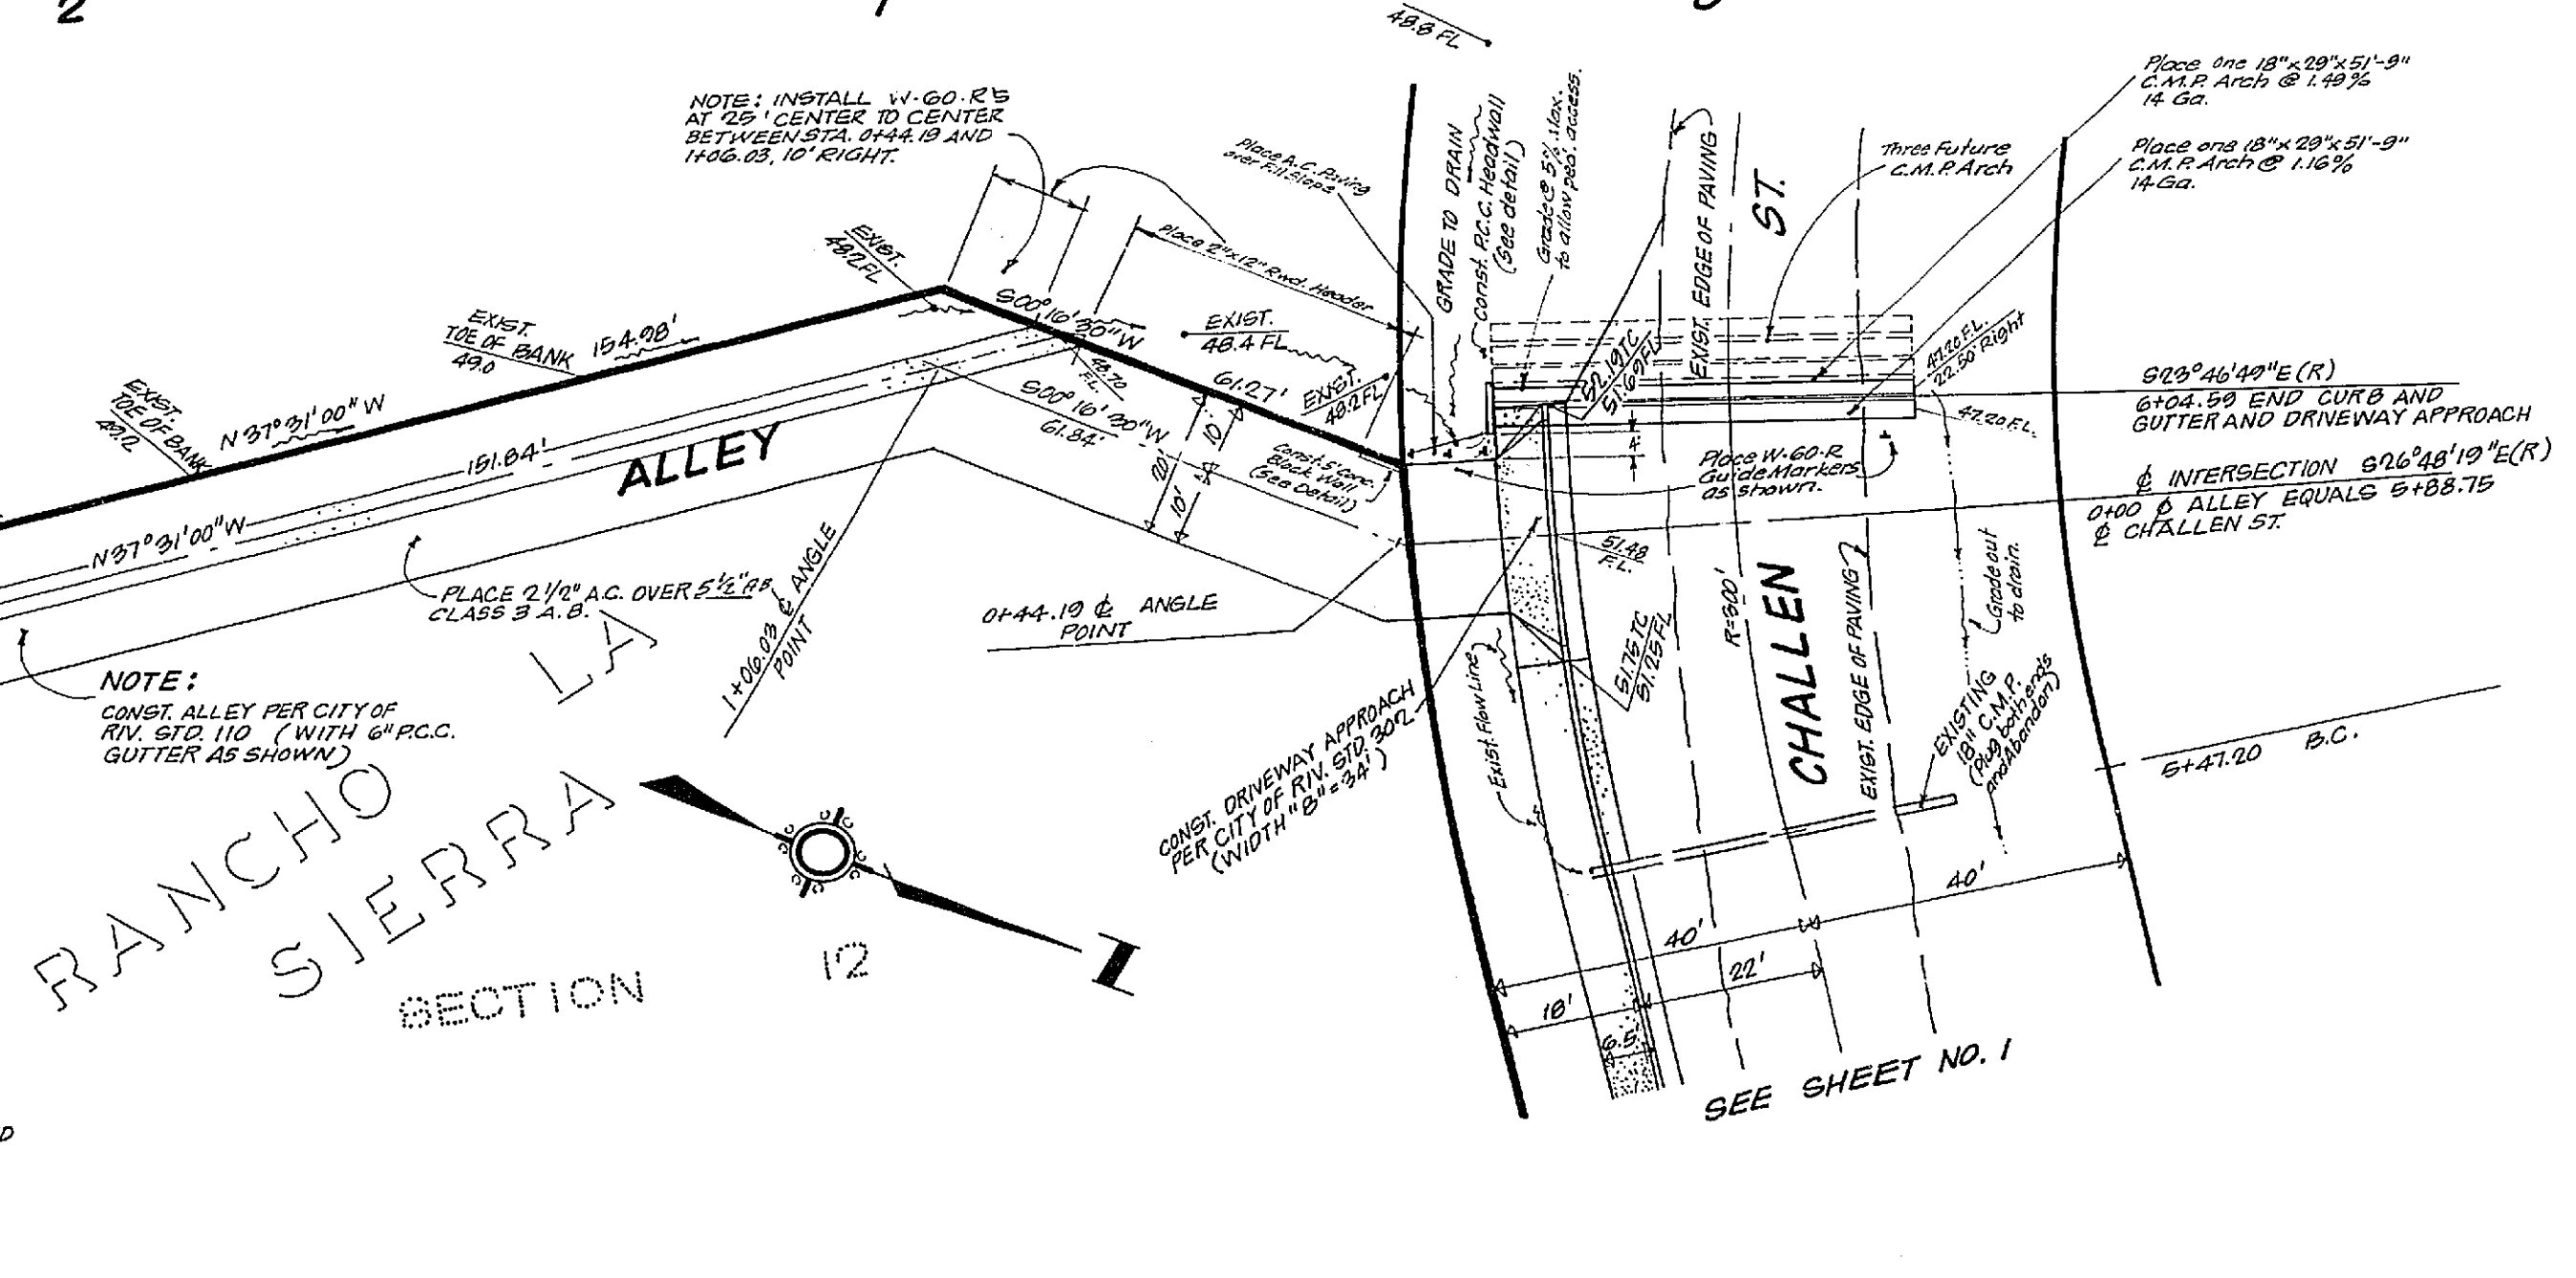 2
48.8 FL
NOTE: INSTALL W-60-R'S
AT 25' CENTER TO CENTER
BETWEEN STA. 0+44.19 AND
1+06.03, 10' RIGHT.
Place A.C. Paving
over Fill Slope
GRADE TO DRAIN
Const. P.C.C. Headwall
(See detail)
Grade @ 5% Max.
to allow ped. access.
EXIST. EDGE OF PAVING
ST.
Three Future
C.M.P. Arch
Place one 18"x29"x51'-9"
C.M.P. Arch @ 1.49%
14 Ga.
Place one 18"x29"x51'-9"
C.M.P. Arch @ 1.16%
14 Ga.
EXIST.
48.2 FL
Place 2"x12" Rwd. Header
S00°16'30"W
61.27'
EXIST.
48.4 FL
EXIST.
48.2 FL
EXIST.
TOE OF BANK
49.0
154.98'
EXIST.
TOE OF BANK
49.2
N37°31'00"W
151.84'
N37°31'00"W
ALLEY
48.70
F.L.
S00°16'30"W
61.84'
20'
10'
10'
Const. 5' conc.
Block Wall
(See Detail)
52.19 TC
51.69 FL
4'
47.20 F.L.
22.50' Right
47.20 F.L.
S23°46'49"E (R)
6+04.59 END CURB AND
GUTTER AND DRIVEWAY APPROACH
Place W-60-R
Guide Markers
as shown.
℄ INTERSECTION S26°48'19"E(R)
0+00 ℄ ALLEY EQUALS 5+88.75
℄ CHALLEN ST.
51.48
F.L.
PLACE 2 1/2" A.C. OVER 5 1/2" AB
CLASS 3 A.B.
1+06.03 ℄ ANGLE
POINT
0+44.19 ℄ ANGLE
POINT
R=300'
CHALLEN
EXIST. EDGE OF PAVING
Grade out
to drain.
51.75 TC
51.25 FL
Exist. Flow Line
NOTE:
CONST. ALLEY PER CITY OF
RIV. STD. 110 (WITH 6" P.C.C.
GUTTER AS SHOWN)
CONST. DRIVEWAY APPROACH
PER CITY OF RIV. STD. 302
(WIDTH "B"=34')
EXISTING
18" C.M.P.
(Plug both ends
and Abandon)
5+47.20 B.C.
RANCHO LA
SIERRA
SECTION 12
N
40'
40'
22'
18'
6.5'
SEE SHEET NO. 1